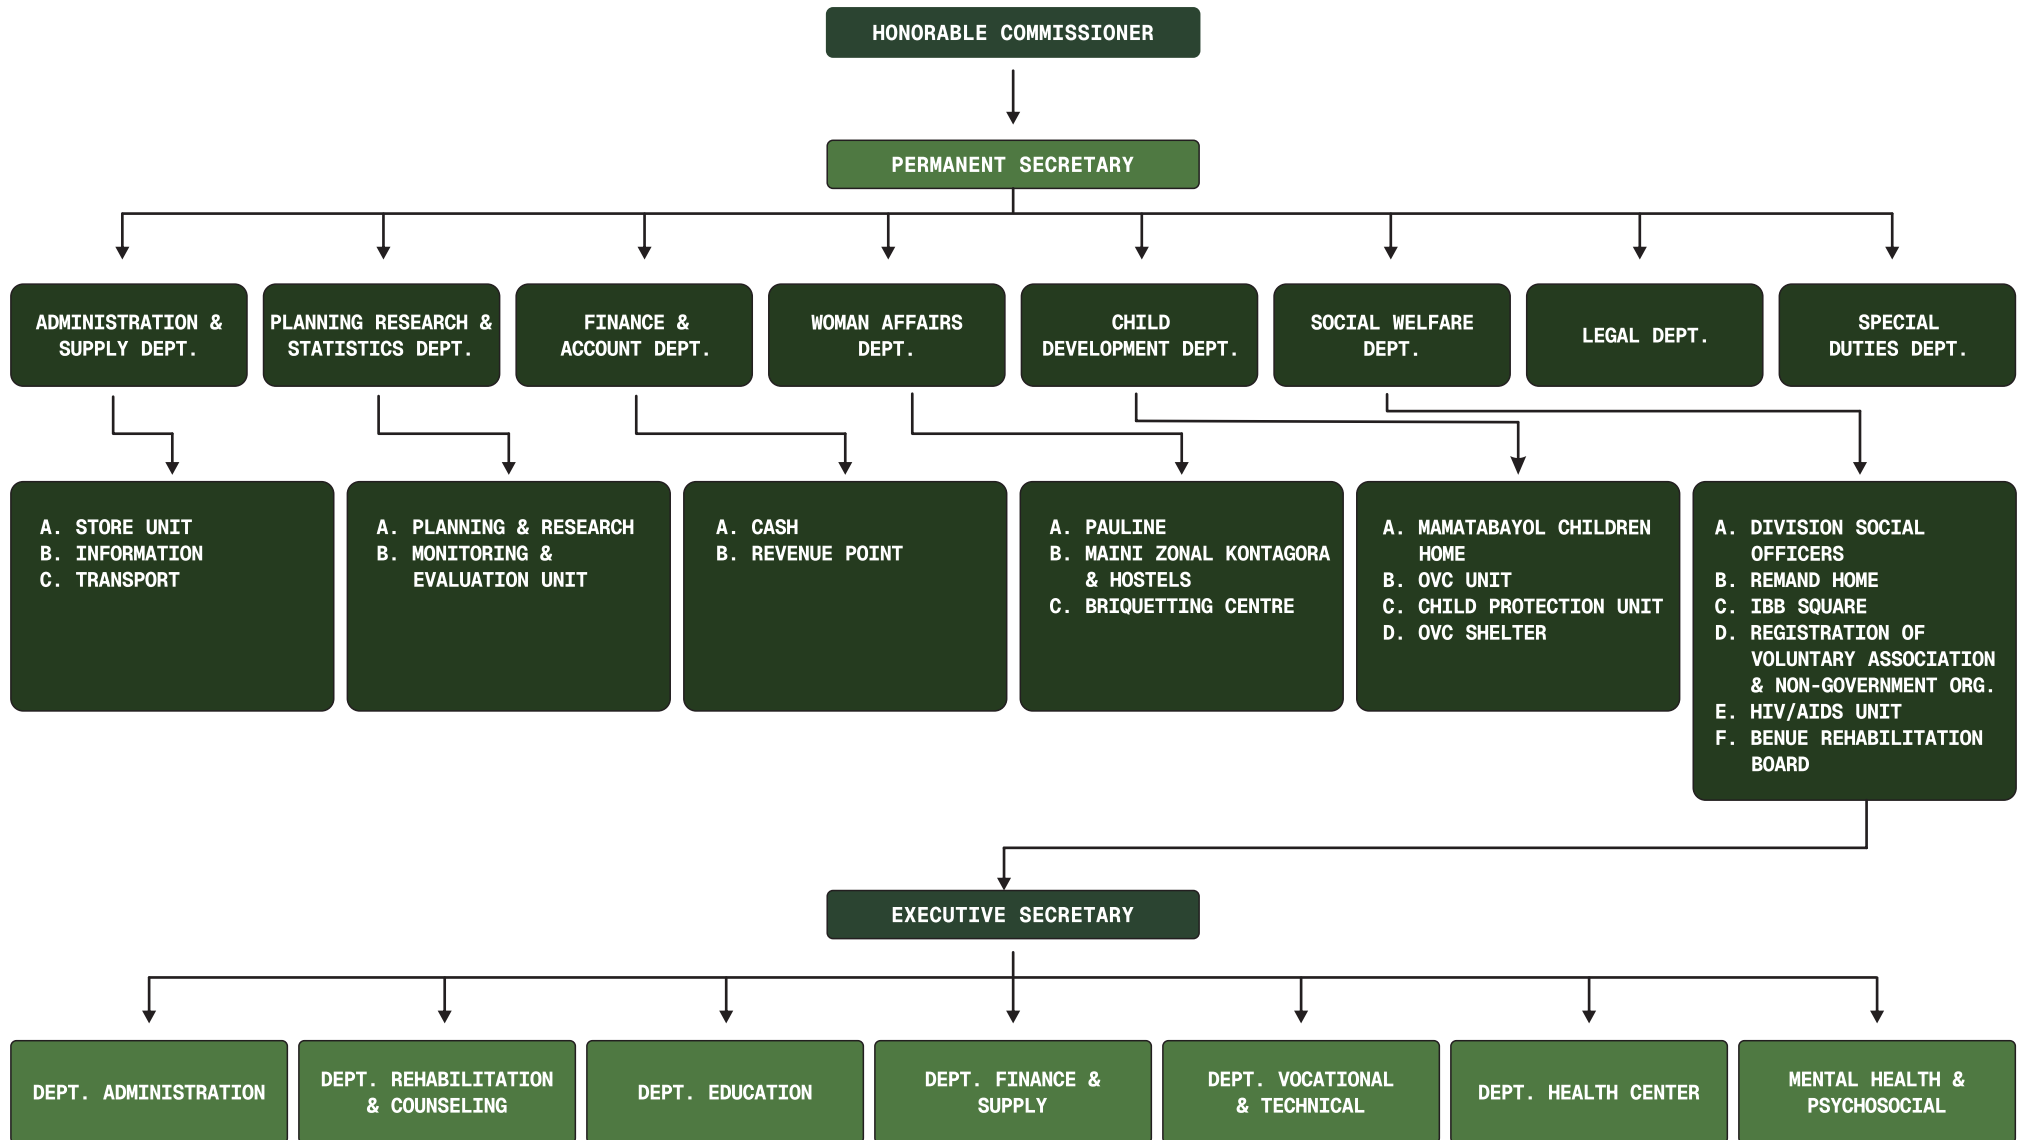 HONORABLE COMMISSIONER
PERMANENT SECRETARY
ADMINISTRATION &
SUPPLY DEPT.
PLANNING RESEARCH &
STATISTICS DEPT.
FINANCE &
ACCOUNT DEPT.
WOMAN AFFAIRS
DEPT.
CHILD
DEVELOPMENT DEPT.
SOCIAL WELFARE
DEPT.
LEGAL DEPT.
SPECIAL
DUTIES DEPT.
A. STORE UNIT
B. INFORMATION
C. TRANSPORT
A. PLANNING & RESEARCH
B. MONITORING &
EVALUATION UNIT
A. CASH
B. REVENUE POINT
A. PAULINE
B. MAINI ZONAL KONTAGORA
& HOSTELS
C. BRIQUETTING CENTRE
A. MAMATABAYOL CHILDREN
HOME
B. OVC UNIT
C. CHILD PROTECTION UNIT
D. OVC SHELTER
A. DIVISION SOCIAL
OFFICERS
B. REMAND HOME
C. IBB SQUARE
D. REGISTRATION OF
VOLUNTARY ASSOCIATION
& NON-GOVERNMENT ORG.
E. HIV/AIDS UNIT
F. BENUE REHABILITATION
BOARD
EXECUTIVE SECRETARY
DEPT. ADMINISTRATION
DEPT. REHABILITATION
& COUNSELING
DEPT. EDUCATION
DEPT. FINANCE &
SUPPLY
DEPT. VOCATIONAL
& TECHNICAL
DEPT. HEALTH CENTER
MENTAL HEALTH &
PSYCHOSOCIAL